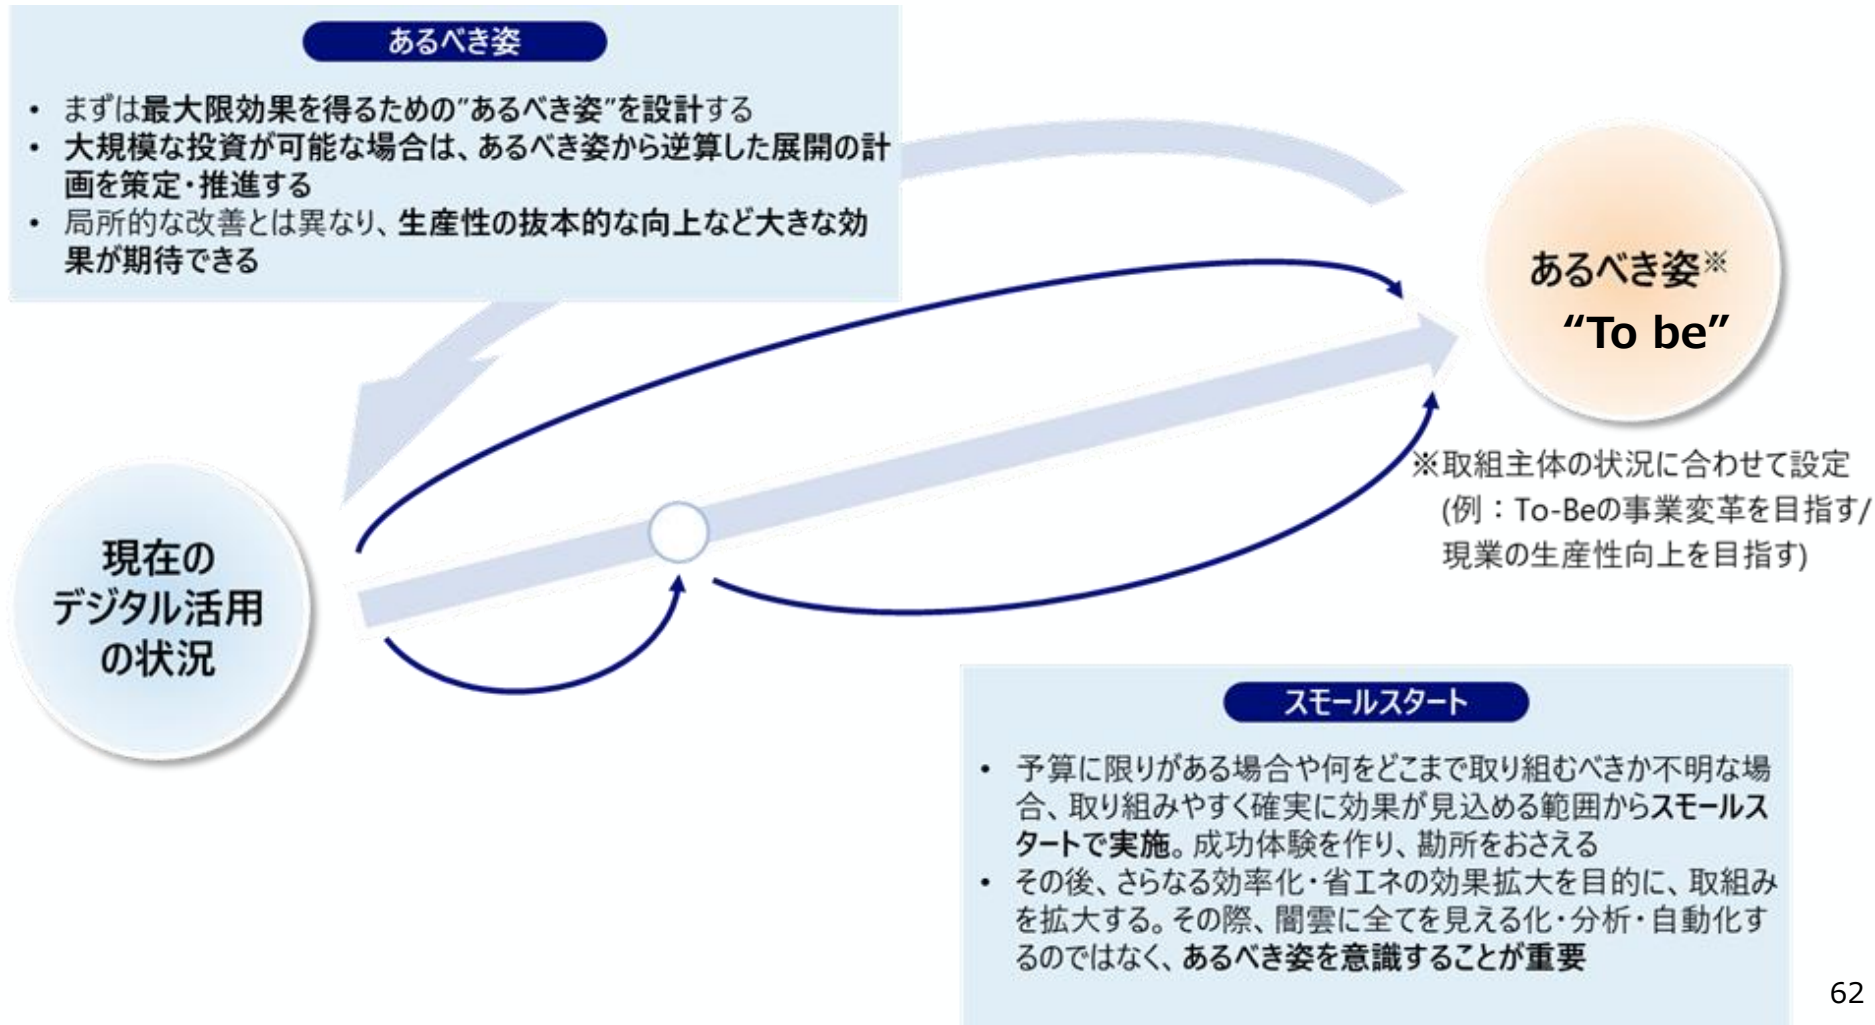 あるべき姿
• まずは最大限効果を得るための"あるべき姿"を設計する
• 大規模な投資が可能な場合は、あるべき姿から逆算した展開の計
画を策定・推進する
• 局所的な改善とは異なり、生産性の抜本的な向上など大きな効
果が期待できる
あるべき姿※
“To be”
※取組主体の状況に合わせて設定
(例：To-Beの事業変革を目指す/
現業の生産性向上を目指す)
現在の
デジタル活用
の状況
スモールスタート
• 予算に限りがある場合や何をどこまで取り組むべきか不明な場
合、取り組みやすく確実に効果が見込める範囲からスモールス
タートで実施。成功体験を作り、勘所をおさえる
• その後、さらなる効率化・省エネの効果拡大を目的に、取組み
を拡大する。その際、闇雲に全てを見える化・分析・自動化す
るのではなく、あるべき姿を意識することが重要
62